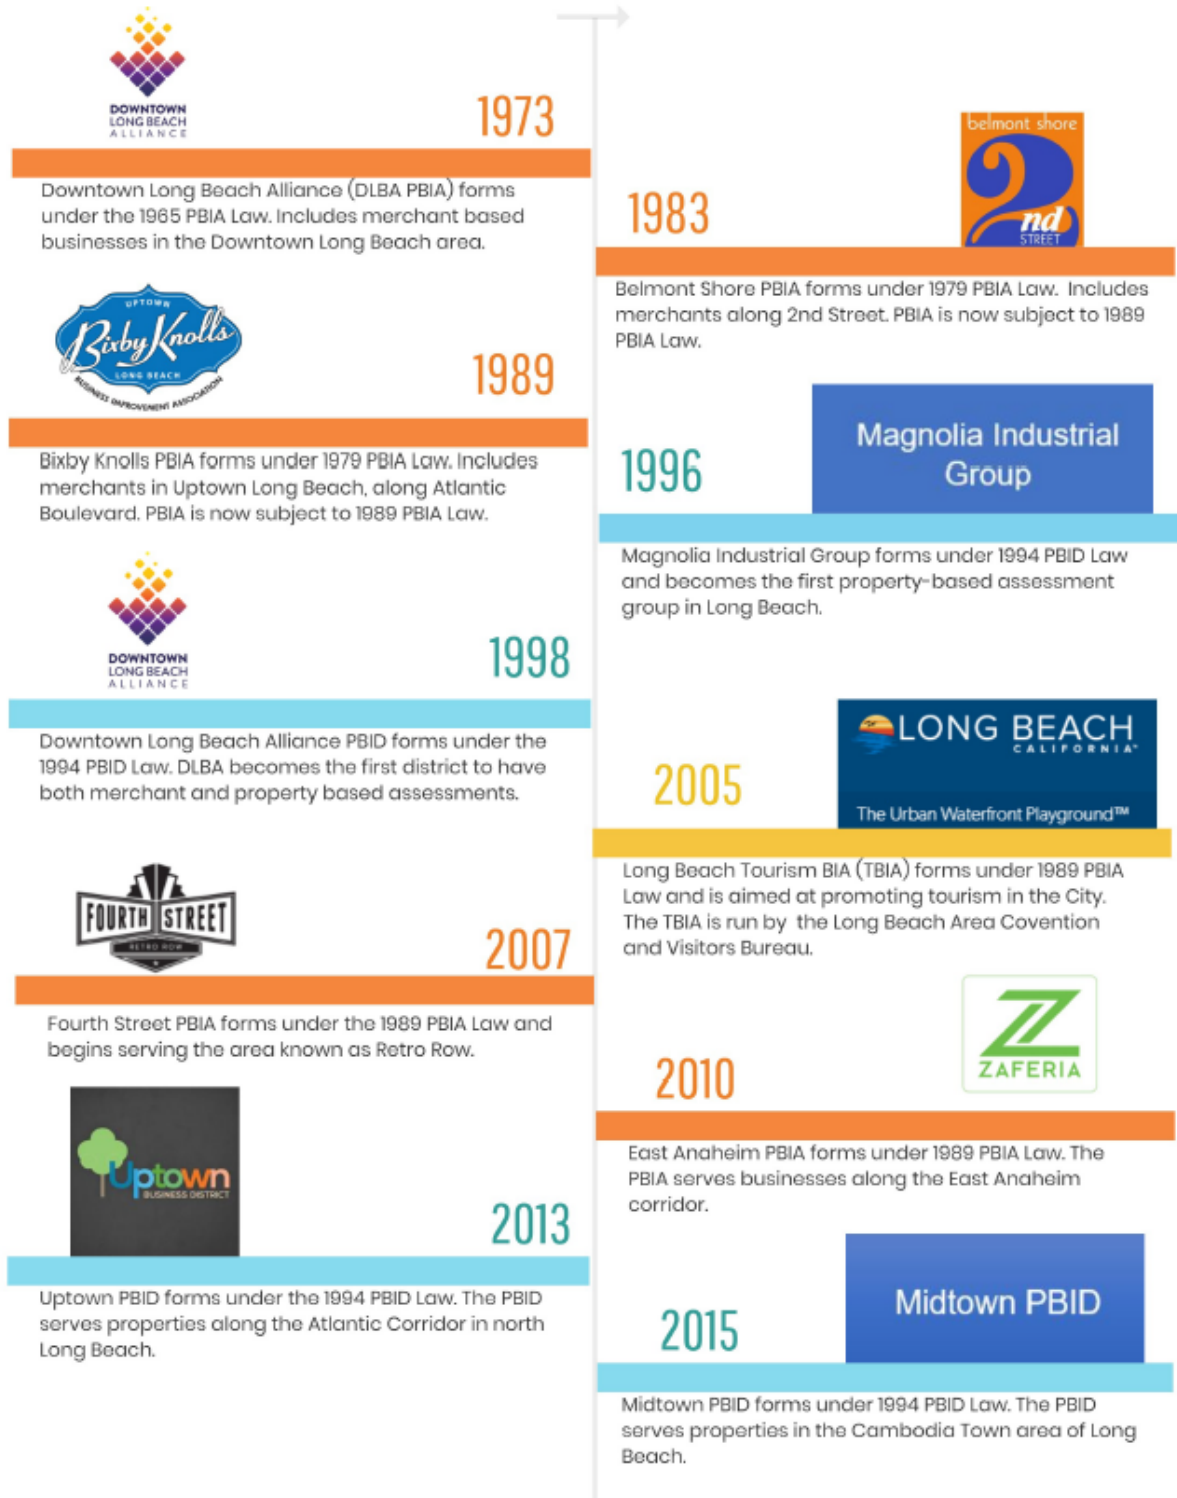 DOWNTOWN
LONG BEACH
ALLIANCE
1973
Downtown Long Beach Alliance (DLBA PBIA) forms
under the 1965 PBIA Law. Includes merchant based
businesses in the Downtown Long Beach area.
belmont shore
2nd
STREET
1983
Belmont Shore PBIA forms under 1979 PBIA Law. Includes
merchants along 2nd Street. PBIA is now subject to 1989
PBIA Law.
UPTOWN
Bixby Knolls
LONG BEACH
BUSINESS IMPROVEMENT ASSOCIATION
1989
Bixby Knolls PBIA forms under 1979 PBIA Law. Includes
merchants in Uptown Long Beach, along Atlantic
Boulevard. PBIA is now subject to 1989 PBIA Law.
Magnolia Industrial
Group
1996
Magnolia Industrial Group forms under 1994 PBID Law
and becomes the first property-based assessment
group in Long Beach.
DOWNTOWN
LONG BEACH
ALLIANCE
1998
Downtown Long Beach Alliance PBID forms under the
1994 PBID Law. DLBA becomes the first district to have
both merchant and property based assessments.
LONG BEACH
CALIFORNIA
The Urban Waterfront Playground™
2005
Long Beach Tourism BIA (TBIA) forms under 1989 PBIA
Law and is aimed at promoting tourism in the City.
The TBIA is run by the Long Beach Area Covention
and Visitors Bureau.
FOURTH STREET
RETRO ROW
2007
Fourth Street PBIA forms under the 1989 PBIA Law and
begins serving the area known as Retro Row.
ZAFERIA
2010
East Anaheim PBIA forms under 1989 PBIA Law. The
PBIA serves businesses along the East Anaheim
corridor.
Uptown
BUSINESS DISTRICT
2013
Uptown PBID forms under the 1994 PBID Law. The PBID
serves properties along the Atlantic Corridor in north
Long Beach.
Midtown PBID
2015
Midtown PBID forms under 1994 PBID Law. The PBID
serves properties in the Cambodia Town area of Long
Beach.